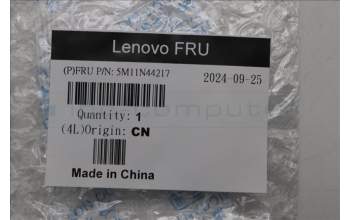 Lenovo FRU
(P)FRU P/N: 5M11N44217
2024-09-25
Quantity: 1
(4L)Origin: CN
Made in China